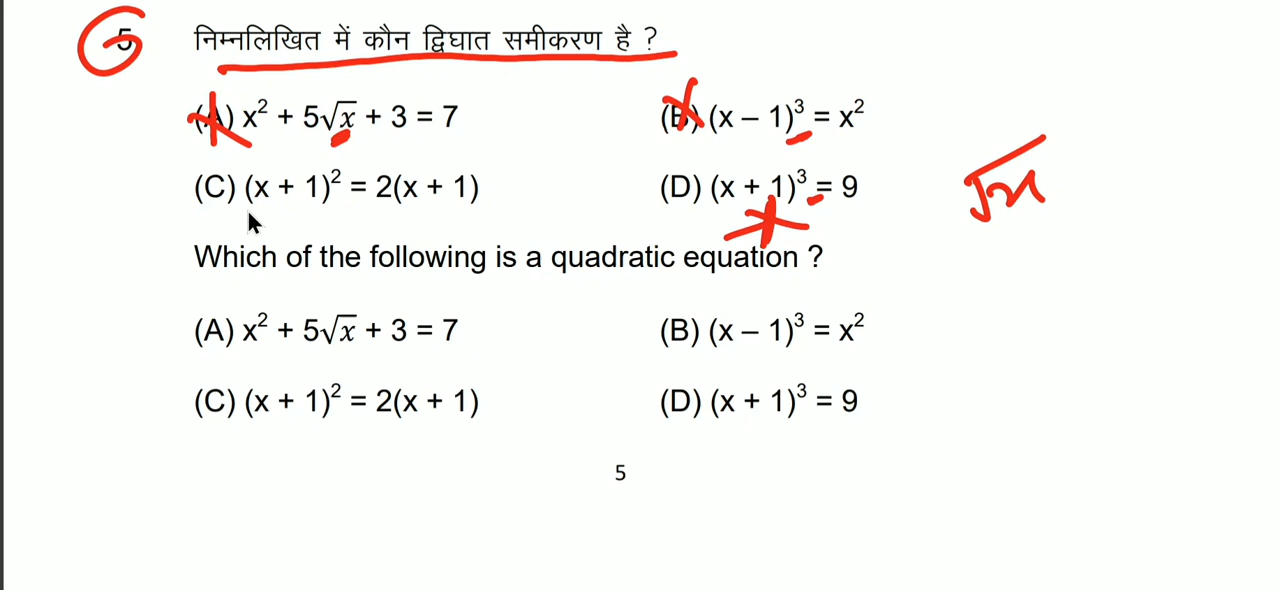 5 निम्नलिखित में कौन द्विघात समीकरण है ?
(A) x² + 5√x + 3 = 7 (B) (x – 1)³ = x²
(C) (x + 1)² = 2(x + 1) (D) (x + 1)³ = 9
√x
Which of the following is a quadratic equation ?
(A) x² + 5√x + 3 = 7 (B) (x – 1)³ = x²
(C) (x + 1)² = 2(x + 1) (D) (x + 1)³ = 9
5